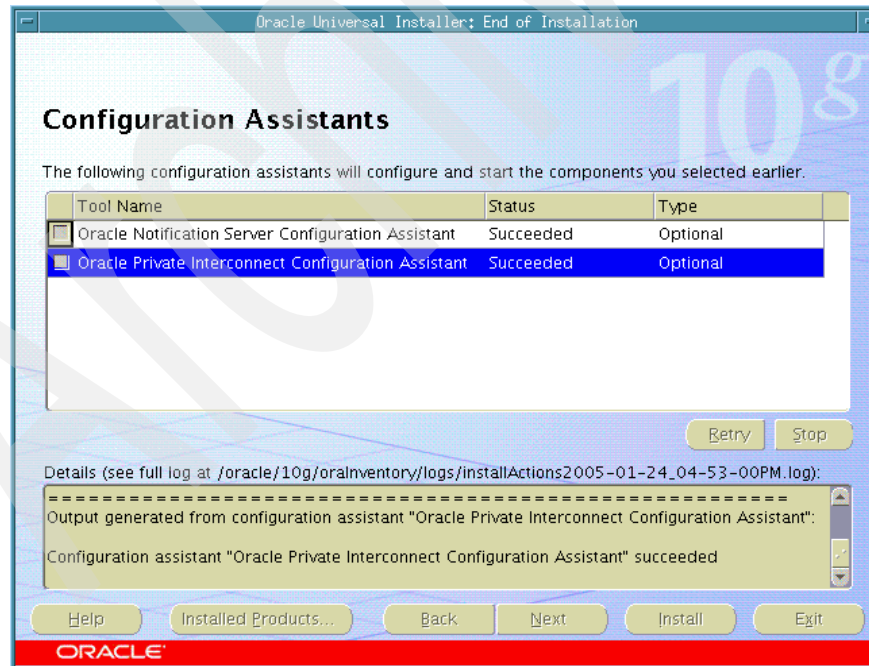 Oracle Universal Installer: End of Installation
10g
Configuration Assistants
The following configuration assistants will configure and start the components you selected earlier.
Tool Name Status Type
Oracle Notification Server Configuration Assistant Succeeded Optional
Oracle Private Interconnect Configuration Assistant Succeeded Optional
Retry Stop
Details (see full log at /oracle/10g/oraInventory/logs/installActions2005-01-24_04-53-00PM.log):
=======================================================
Output generated from configuration assistant "Oracle Private Interconnect Configuration Assistant":
Configuration assistant "Oracle Private Interconnect Configuration Assistant" succeeded
Help Installed Products... Back Next Install Exit
ORACLE